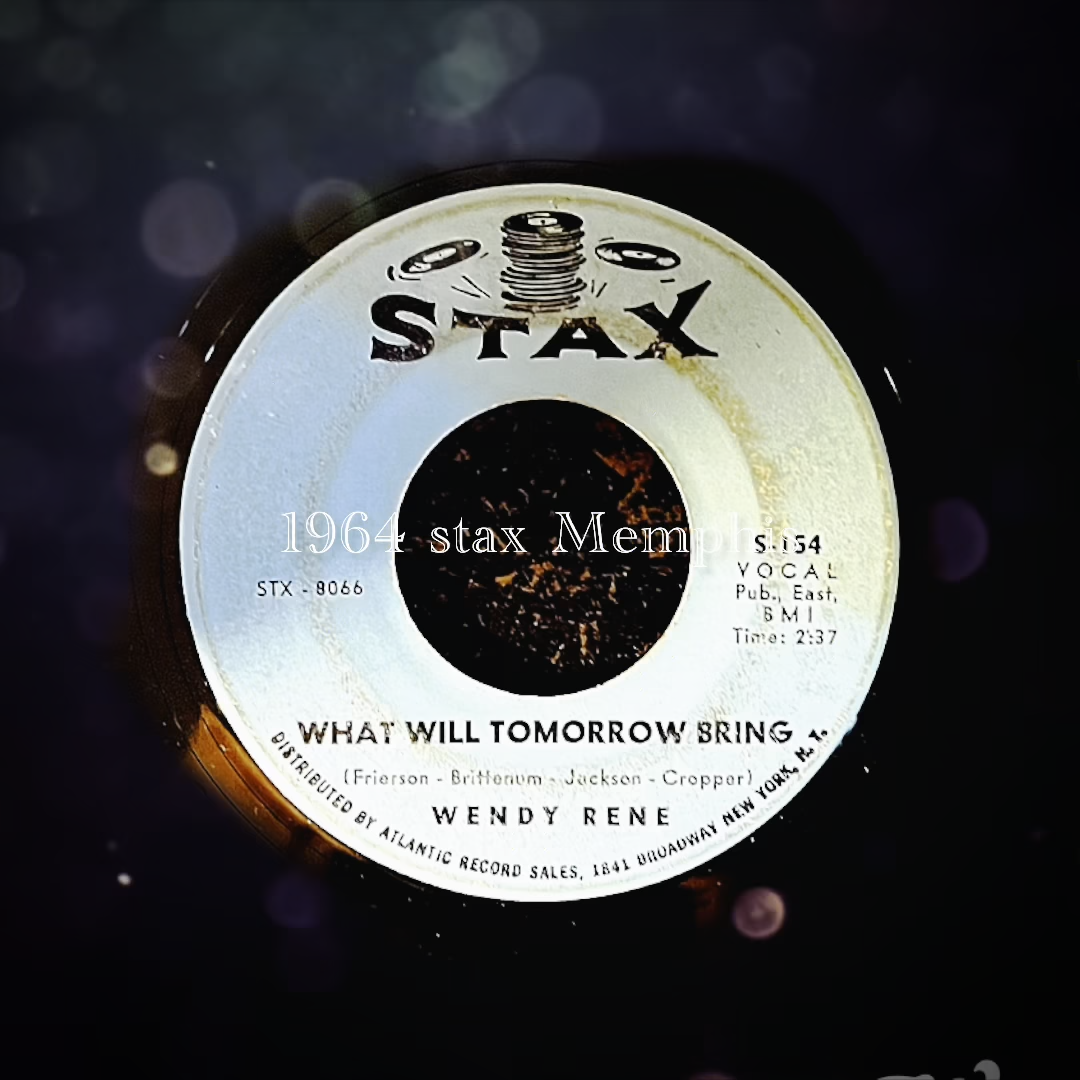 STAX
1964 stax Memphis
STX - 8066
S-154
VOCAL
Pub., East,
BMI
Time: 2:37
WHAT WILL TOMORROW BRING
(Frierson - Brittenum - Jackson - Cropper)
WENDY RENE
DISTRIBUTED BY ATLANTIC RECORD SALES, 1841 BROADWAY NEW YORK, N. Y.